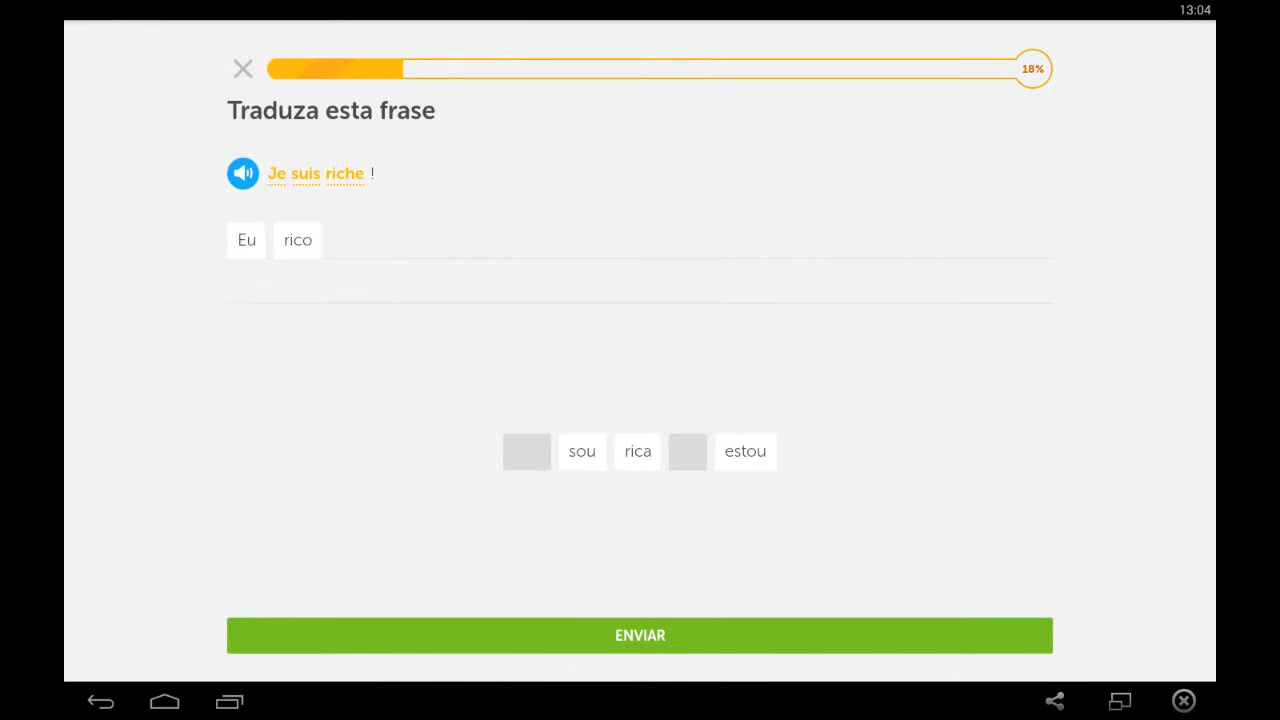 13:04
18%
Traduza esta frase
Je suis riche !
Eu rico
sou rica estou
ENVIAR